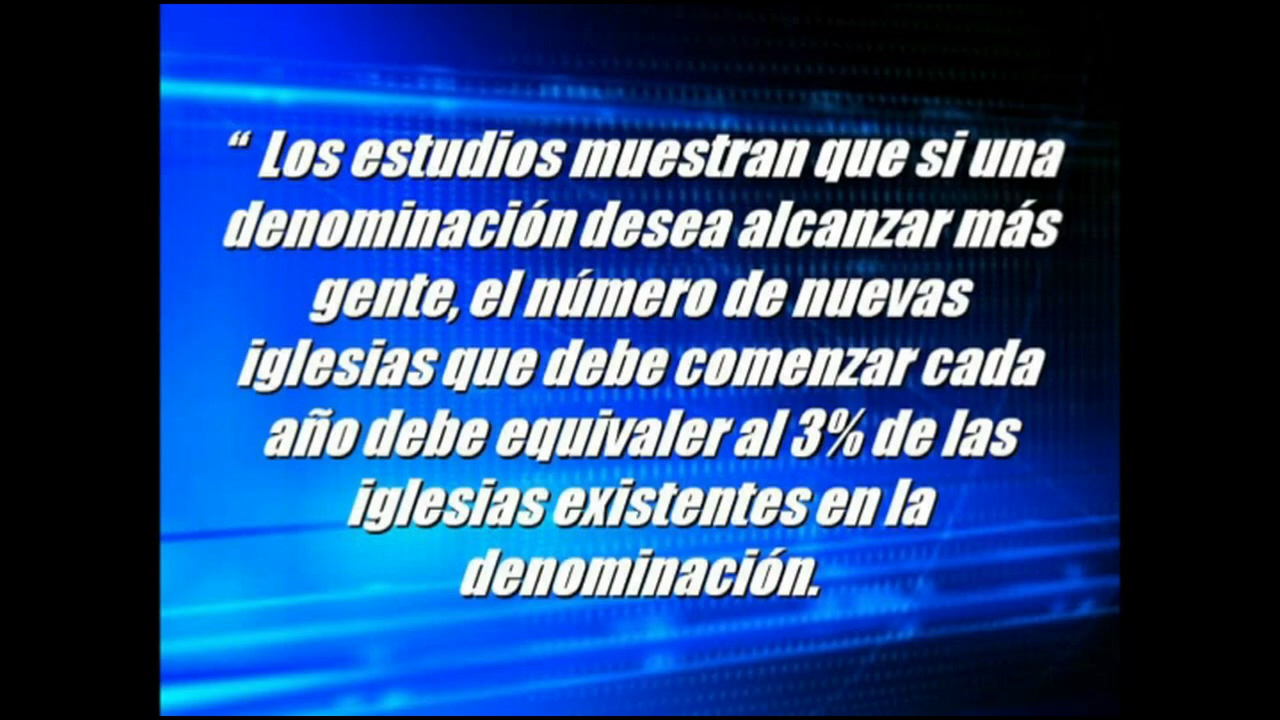 “ Los estudios muestran que si una
denominación desea alcanzar más
gente, el número de nuevas
iglesias que debe comenzar cada
año debe equivaler al 3% de las
iglesias existentes en la
denominación.